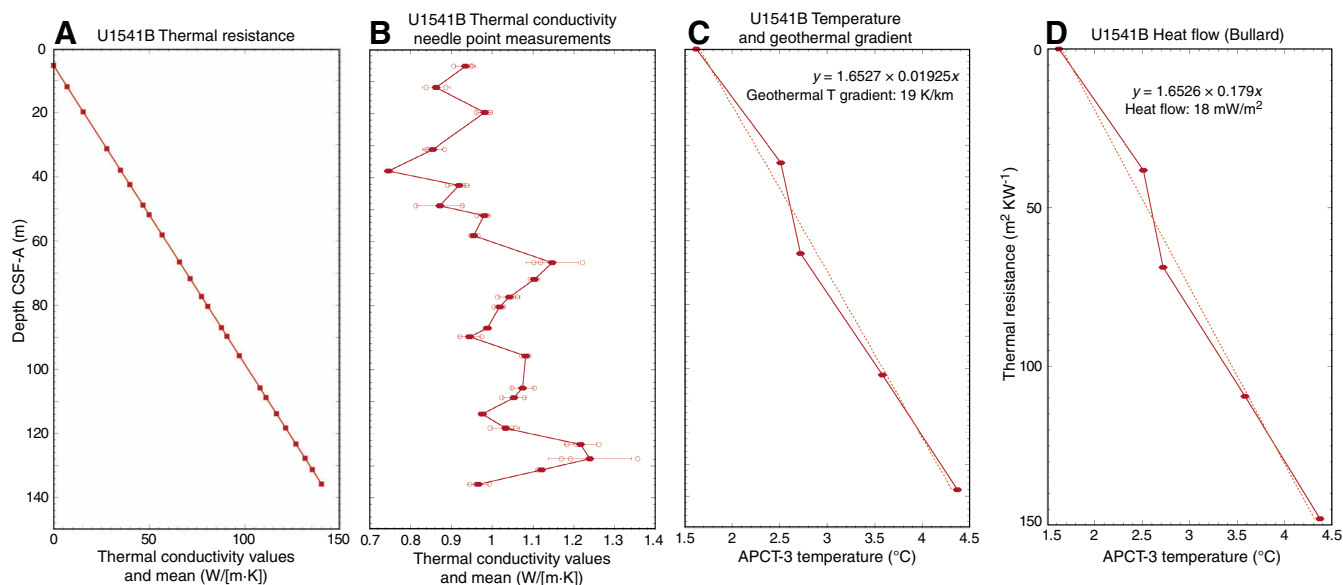 A
U1541B Thermal resistance
0
20
40
60
80
100
120
140
Depth CSF-A (m)
0
50
100
150
Thermal conductivity values
and mean (W/[m·K])
B
U1541B Thermal conductivity
needle point measurements
0.7
0.8
0.9
1
1.1
1.2
1.3
1.4
Thermal conductivity values
and mean (W/[m·K])
C
U1541B Temperature
and geothermal gradient
y = 1.6527 × 0.01925x
Geothermal T gradient: 19 K/km
1.5
2
2.5
3
3.5
4
4.5
APCT-3 temperature (°C)
D
U1541B Heat flow (Bullard)
y = 1.6526 × 0.179x
Heat flow: 18 mW/m²
0
50
100
150
Thermal resistance (m² KW⁻¹)
1.5
2
2.5
3
3.5
4
4.5
APCT-3 temperature (°C)